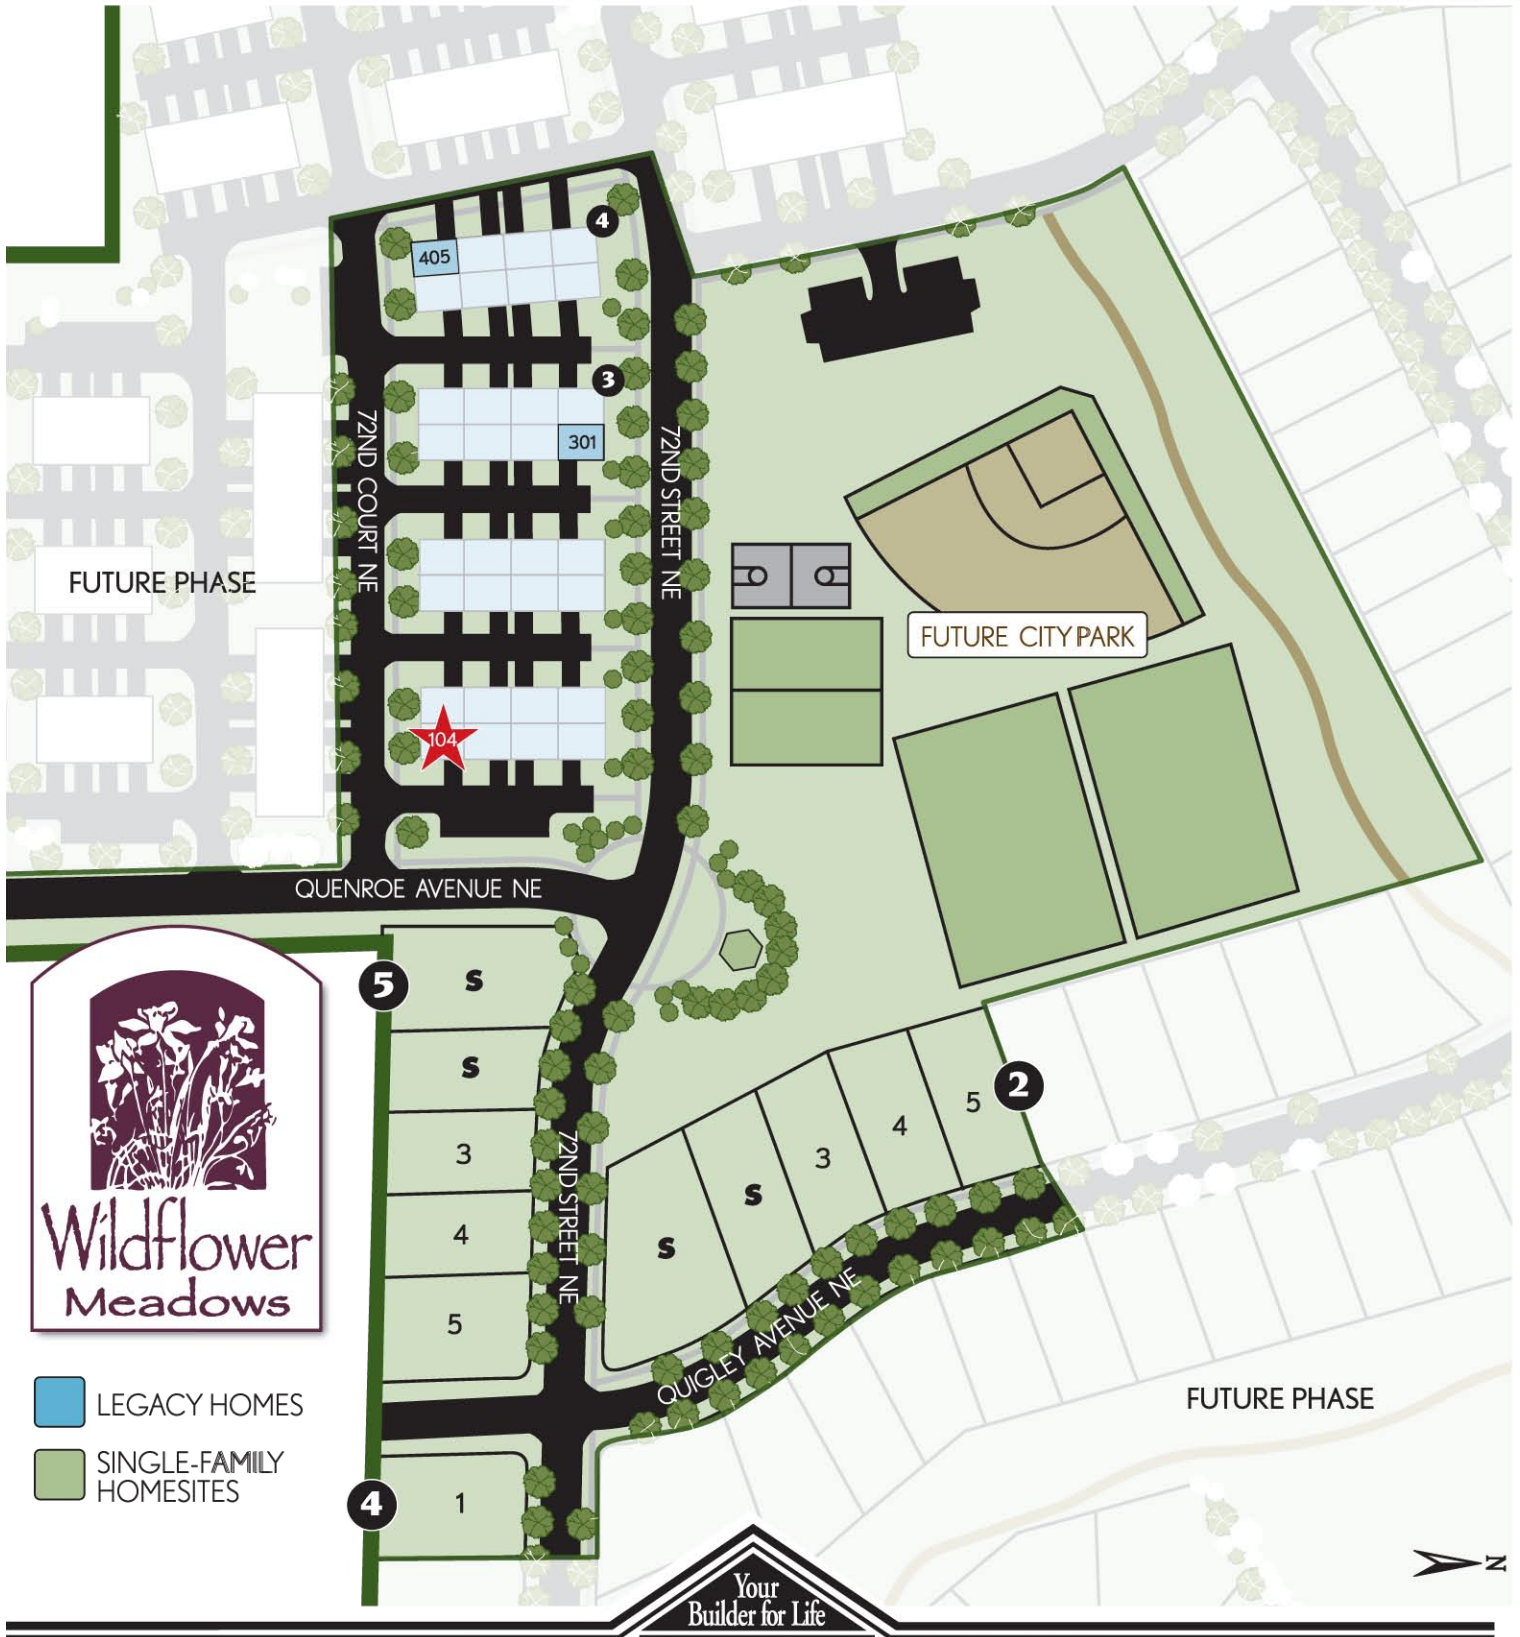 4
405
3
301
72ND COURT NE
72ND STREET NE
FUTURE PHASE
FUTURE CITY PARK
104
QUENROE AVENUE NE
5
S
S
3
4
5
2
5
4
3
S
S
72ND STREET NE
QUIGLEY AVENUE NE
Wildflower
Meadows
LEGACY HOMES
SINGLE-FAMILY
HOMESITES
FUTURE PHASE
4
1
N
Your
Builder for Life